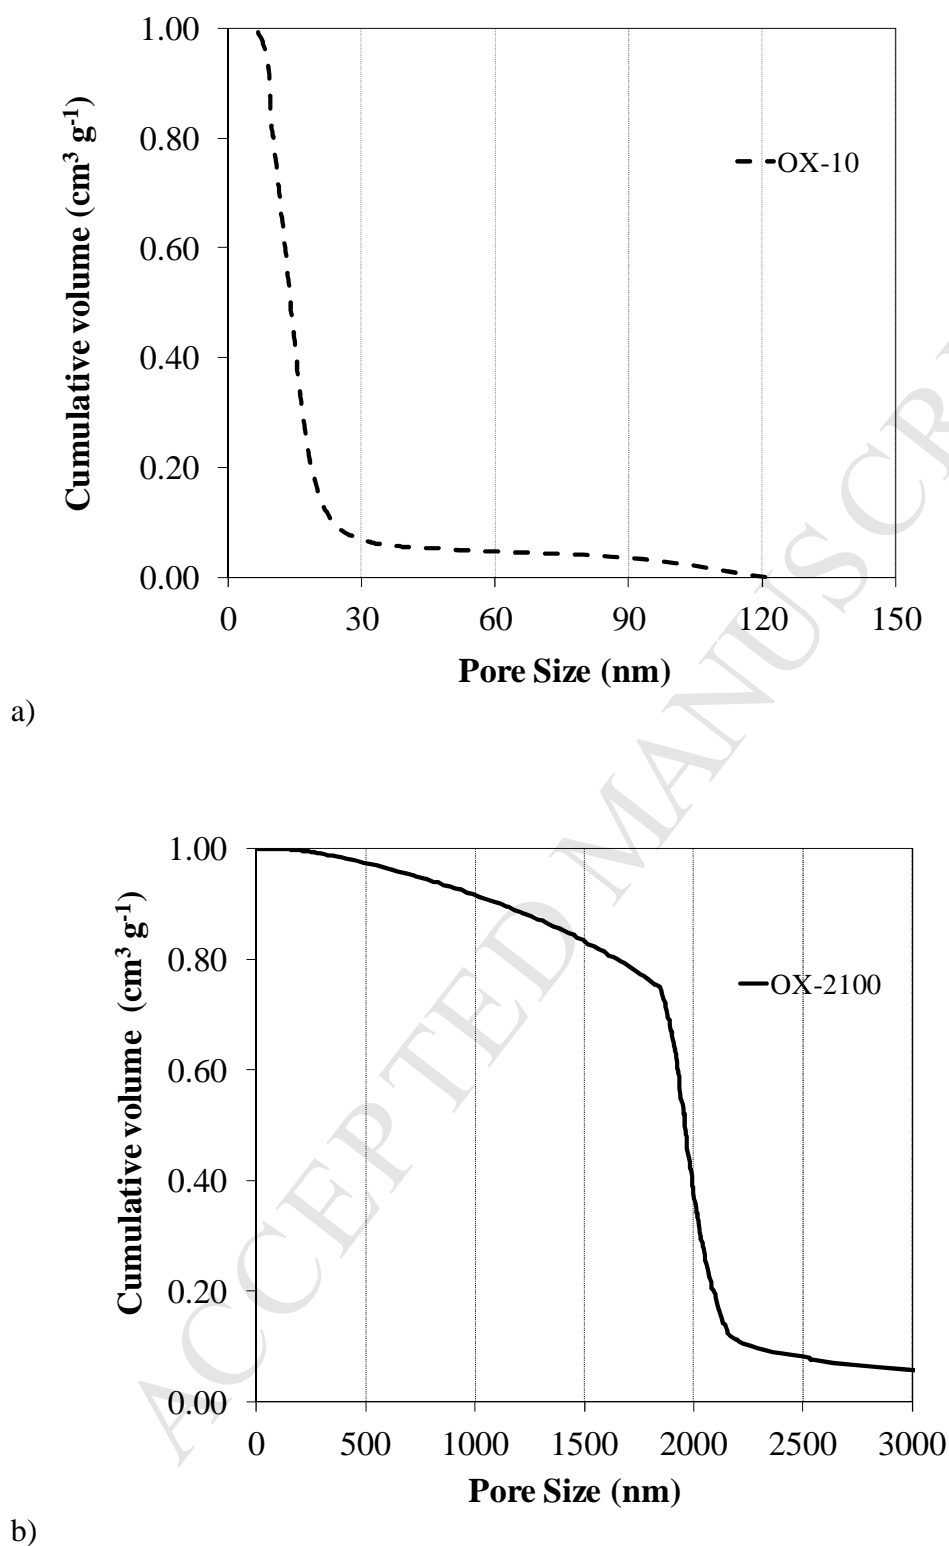 1.00
0.80
0.60
0.40
0.20
0.00
Cumulative volume (cm³ g⁻¹)
OX-10
0 30 60 90 120 150
Pore Size (nm)
a)
1.00
0.80
0.60
0.40
0.20
0.00
Cumulative volume (cm³ g⁻¹)
OX-2100
0 500 1000 1500 2000 2500 3000
Pore Size (nm)
b)
ACCEPTED MANUSCRI